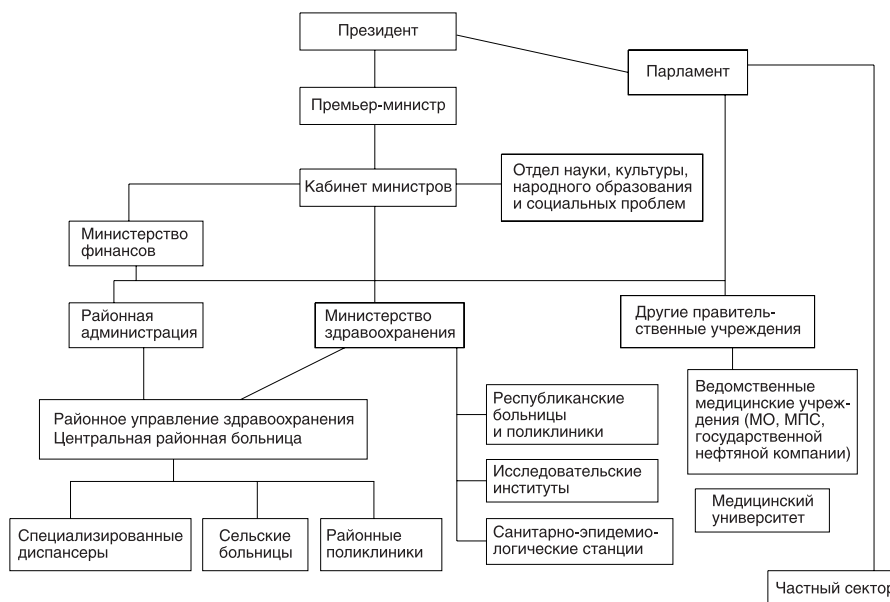 Президент
Парламент
Премьер-министр
Кабинет министров
Отдел науки, культуры,
народного образования
и социальных проблем
Министерство
финансов
Районная
администрация
Министерство
здравоохранения
Другие правитель-
ственные учреждения
Районное управление здравоохранения
Центральная районная больница
Республиканские
больницы
и поликлиники
Ведомственные
медицинские учреж-
дения (МО, МПС,
государственной
нефтяной компании)
Исследовательские
институты
Медицинский
университет
Специализированные
диспансеры
Сельские
больницы
Районные
поликлиники
Санитарно-эпидемио-
логические станции
Частный сектор